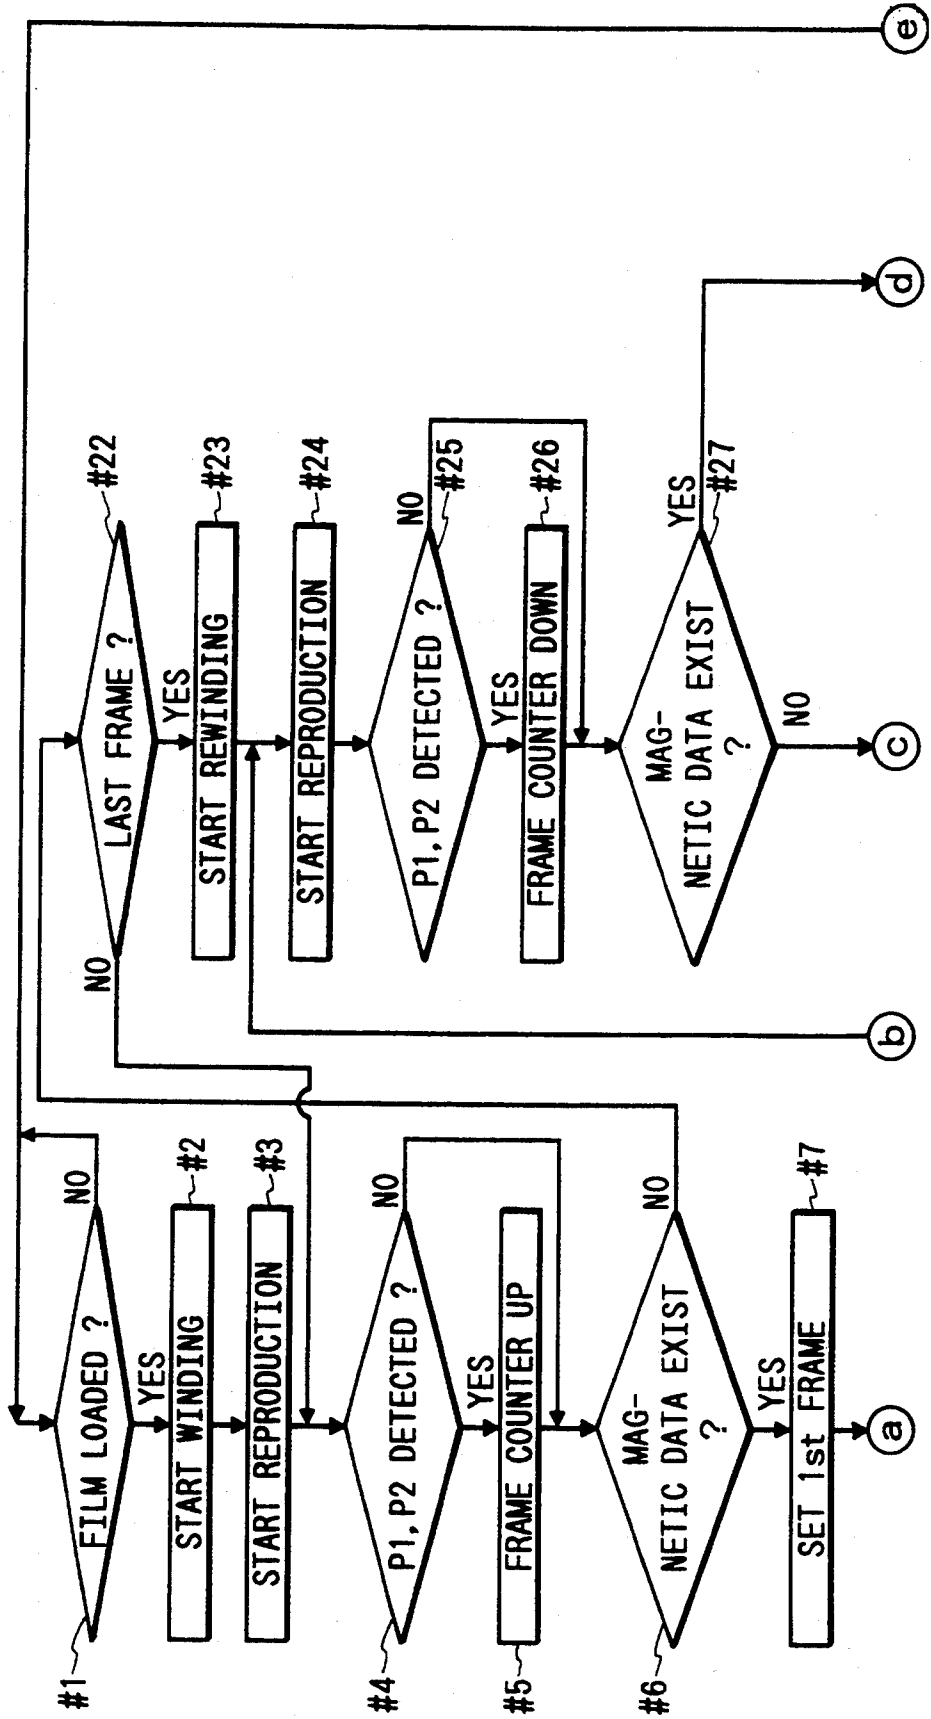 #1
FILM LOADED ?
NO
YES
START WINDING
#2
START REPRODUCTION
#3
#4
P1, P2 DETECTED ?
NO
YES
#5
FRAME COUNTER UP
#6
MAG-
NETIC DATA EXIST
?
NO
YES
SET 1st FRAME
#7
a
LAST FRAME ?
#22
NO
YES
START REWINDING
#23
START REPRODUCTION
#24
P1, P2 DETECTED ?
NO
#25
YES
FRAME COUNTER DOWN
#26
MAG-
NETIC DATA EXIST
?
YES
#27
NO
b
c
d
e